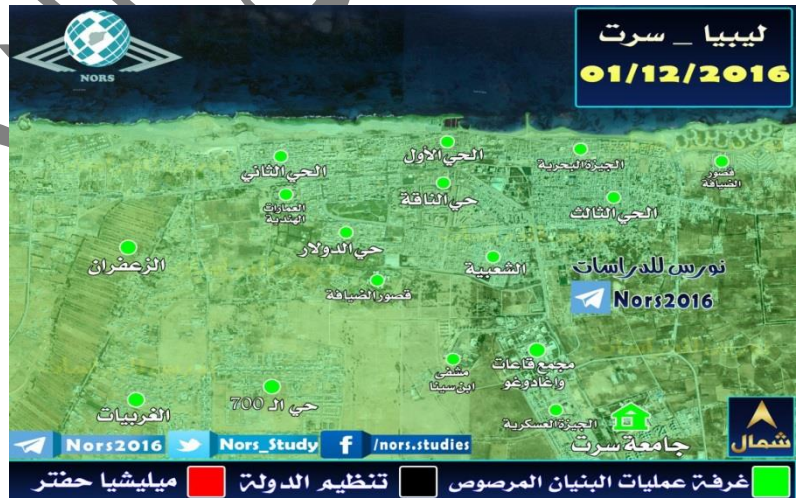 NORS
ليبيا _ سرت
01/12/2016
الحي الأول
الجيزة البحرية
الحي الثاني
قصور
الضيافة
حي الناقة
العمارات
الهندية
الحي الثالث
حي الدولار
الزعفران
الشعبية
نورس للدراسات
Nors2016
قصور الضيافة
مجمع قاعات
واغادوغو
مشفى
ابن سينا
حي الـ 700
الغربيات
الجيزة العسكرية
جامعة سرت
شمال
Nors2016
Nors_Study
/nors.studies
غرفة عمليات البنيان المرصوص
تنظيم الدولة
ميليشيا حفتر